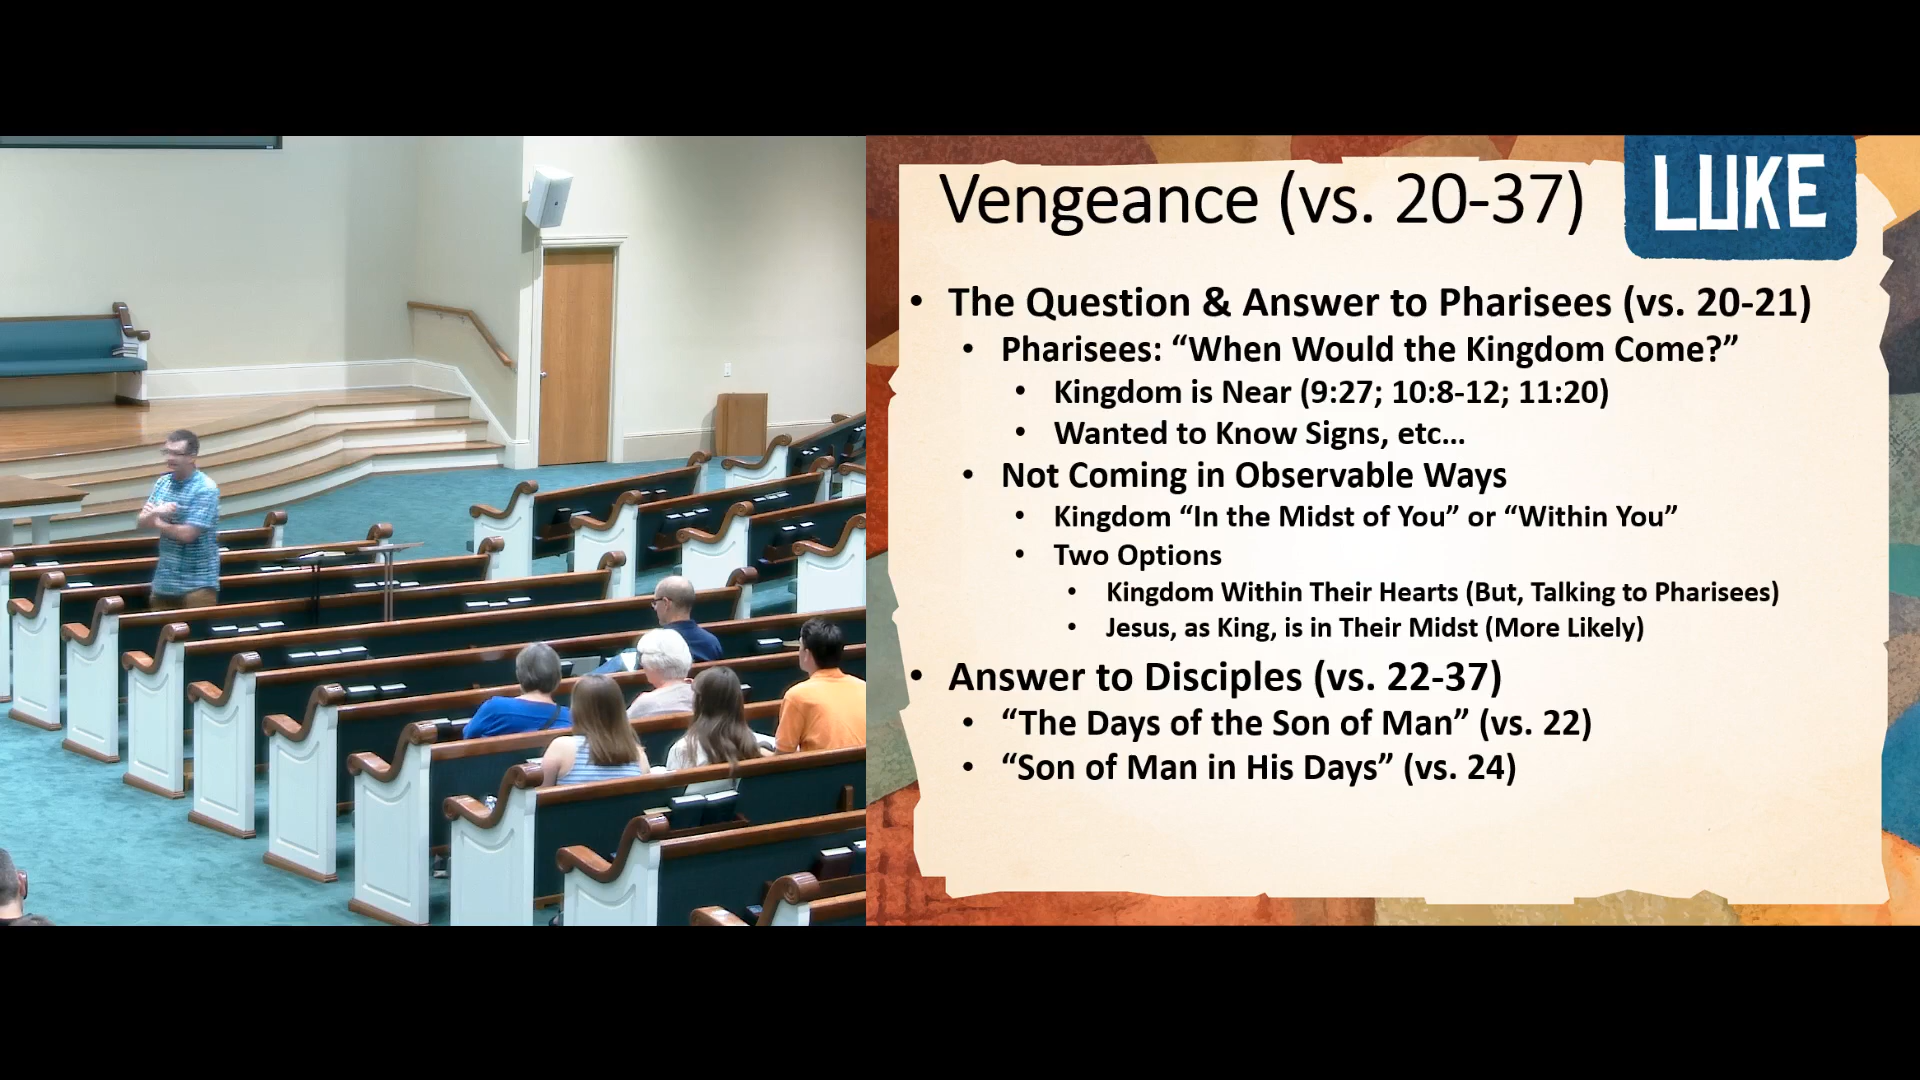 Vengeance (vs. 20-37)
LUKE
• The Question & Answer to Pharisees (vs. 20-21)
• Pharisees: “When Would the Kingdom Come?”
• Kingdom is Near (9:27; 10:8-12; 11:20)
• Wanted to Know Signs, etc…
• Not Coming in Observable Ways
• Kingdom “In the Midst of You” or “Within You”
• Two Options
• Kingdom Within Their Hearts (But, Talking to Pharisees)
• Jesus, as King, is in Their Midst (More Likely)
• Answer to Disciples (vs. 22-37)
• “The Days of the Son of Man” (vs. 22)
• “Son of Man in His Days” (vs. 24)